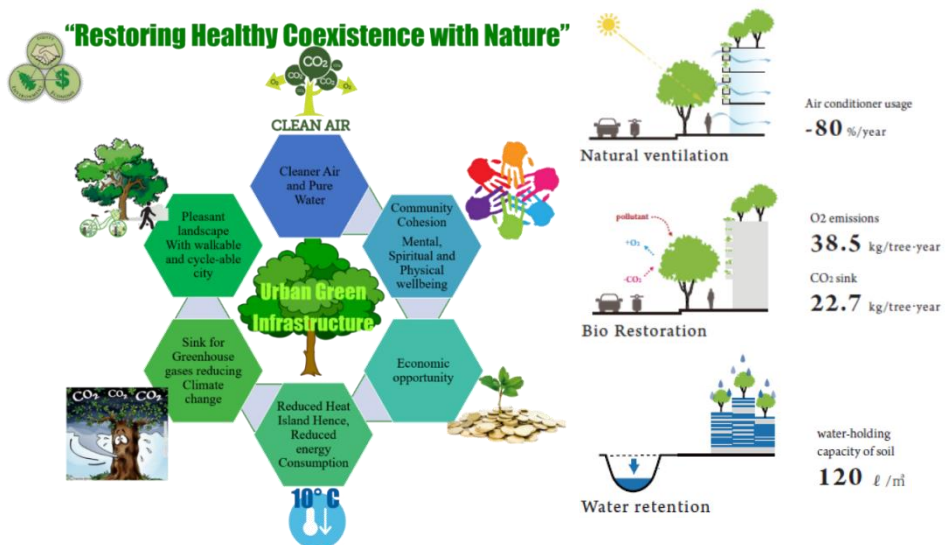 "Restoring Healthy Coexistence with Nature"
$
CO2
CO2
CO2
O2
O2
CLEAN AIR
Cleaner Air
and Pure
Water
Community
Cohesion
Mental,
Spiritual and
Physical
wellbeing
Economic
opportunity
Reduced Heat
Island Hence,
Reduced
energy
Consumption
10° C
Sink for
Greenhouse
gases reducing
Climate
change
CO2 CO2 CO2
Pleasant
landscape
With walkable
and cycle-able
city
Urban Green
Infrastructure
Natural ventilation
Air conditioner usage
-80 %/year
pollutant
+O2
-CO2
Bio Restoration
O2 emissions
38.5 kg/tree·year
CO2 sink
22.7 kg/tree·year
Water retention
water-holding
capacity of soil
120 ℓ/㎡